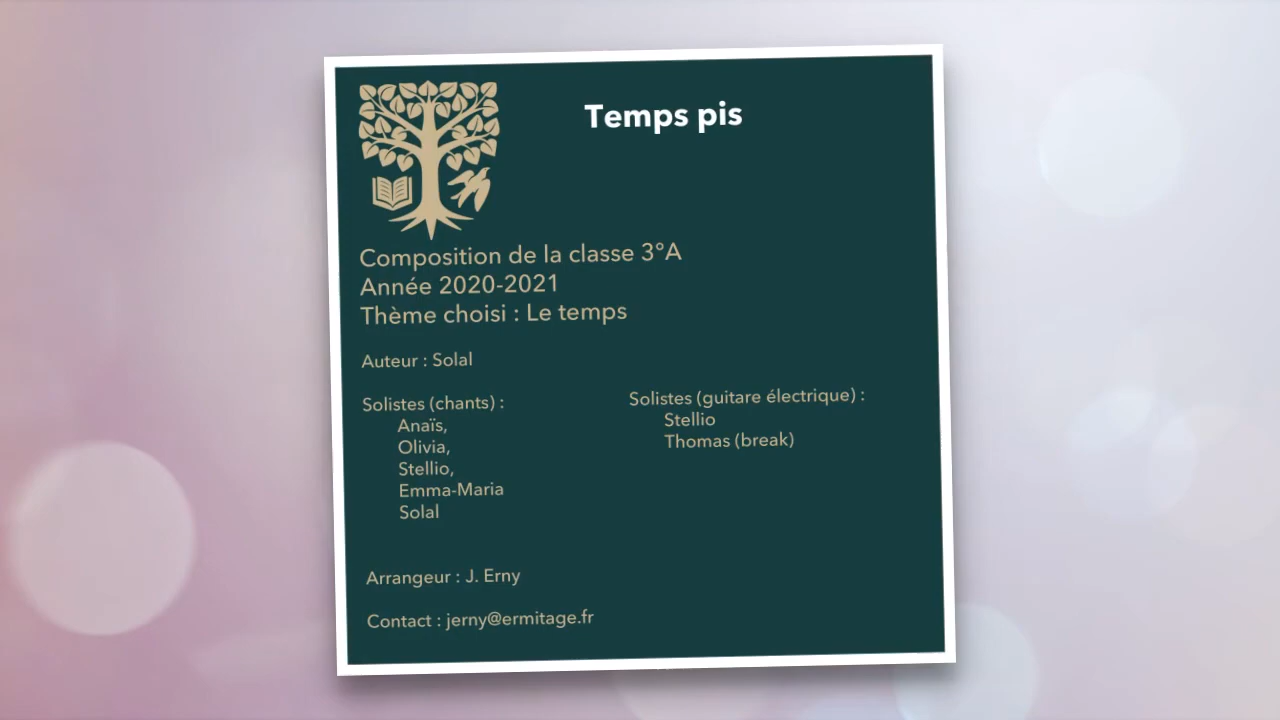 Temps pis
Composition de la classe 3°A
Année 2020-2021
Thème choisi : Le temps
Auteur : Solal
Solistes (chants) :
Anaïs,
Olivia,
Stellio,
Emma-Maria
Solal
Solistes (guitare électrique) :
Stellio
Thomas (break)
Arrangeur : J. Erny
Contact : jerny@ermitage.fr